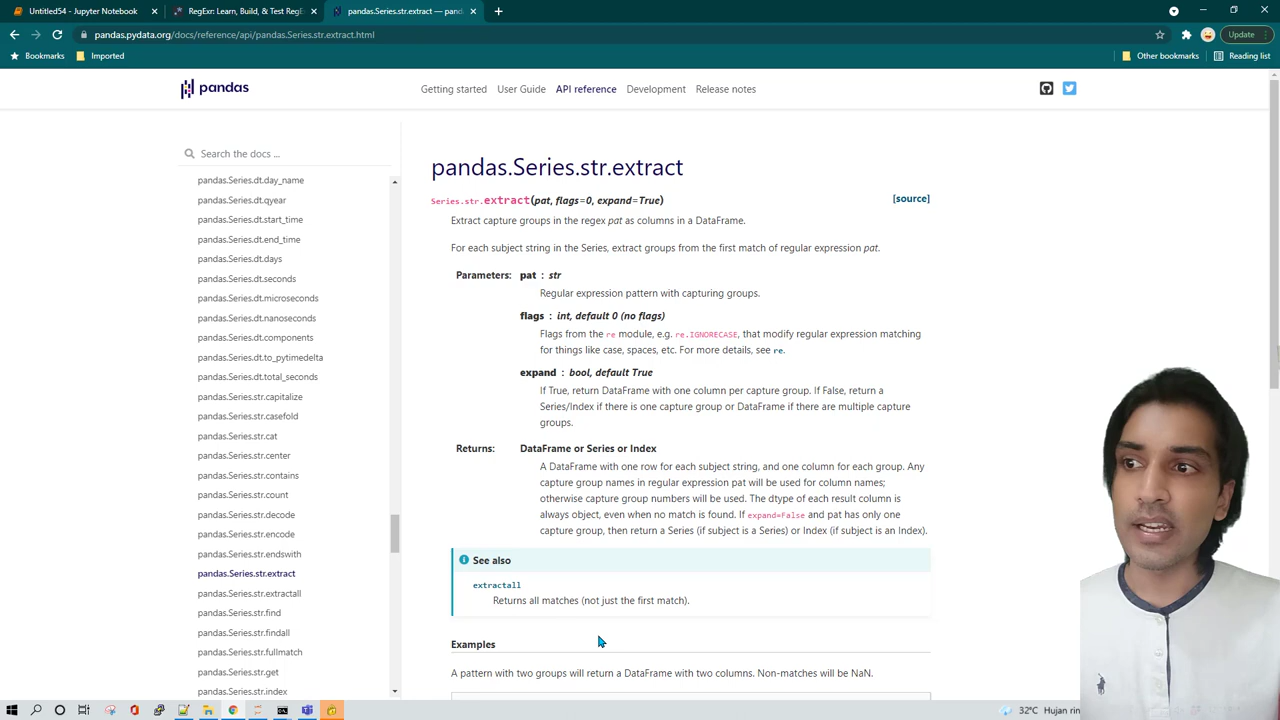 Untitled54 - Jupyter Notebook
RegExr: Learn, Build, & Test RegE
pandas.Series.str.extract — pand
pandas.pydata.org/docs/reference/api/pandas.Series.str.extract.html
Update
Bookmarks
Imported
Other bookmarks
Reading list
pandas
Getting started
User Guide
API reference
Development
Release notes
Search the docs ...
pandas.Series.dt.day_name
pandas.Series.dt.qyear
pandas.Series.dt.start_time
pandas.Series.dt.end_time
pandas.Series.dt.days
pandas.Series.dt.seconds
pandas.Series.dt.microseconds
pandas.Series.dt.nanoseconds
pandas.Series.dt.components
pandas.Series.dt.to_pytimedelta
pandas.Series.dt.total_seconds
pandas.Series.str.capitalize
pandas.Series.str.casefold
pandas.Series.str.cat
pandas.Series.str.center
pandas.Series.str.contains
pandas.Series.str.count
pandas.Series.str.decode
pandas.Series.str.encode
pandas.Series.str.endswith
pandas.Series.str.extract
pandas.Series.str.extractall
pandas.Series.str.find
pandas.Series.str.findall
pandas.Series.str.fullmatch
pandas.Series.str.get
pandas.Series.str.index
pandas.Series.str.extract
Series.str.extract(pat, flags=0, expand=True)
[source]
Extract capture groups in the regex pat as columns in a DataFrame.
For each subject string in the Series, extract groups from the first match of regular expression pat.
Parameters: pat : str
Regular expression pattern with capturing groups.
flags : int, default 0 (no flags)
Flags from the re module, e.g. re.IGNORECASE, that modify regular expression matching
for things like case, spaces, etc. For more details, see re.
expand : bool, default True
If True, return DataFrame with one column per capture group. If False, return a
Series/Index if there is one capture group or DataFrame if there are multiple capture
groups.
Returns: DataFrame or Series or Index
A DataFrame with one row for each subject string, and one column for each group. Any
capture group names in regular expression pat will be used for column names;
otherwise capture group numbers will be used. The dtype of each result column is
always object, even when no match is found. If expand=False and pat has only one
capture group, then return a Series (if subject is a Series) or Index (if subject is an Index).
See also
extractall
Returns all matches (not just the first match).
Examples
A pattern with two groups will return a DataFrame with two columns. Non-matches will be NaN.
32°C Hujan rin